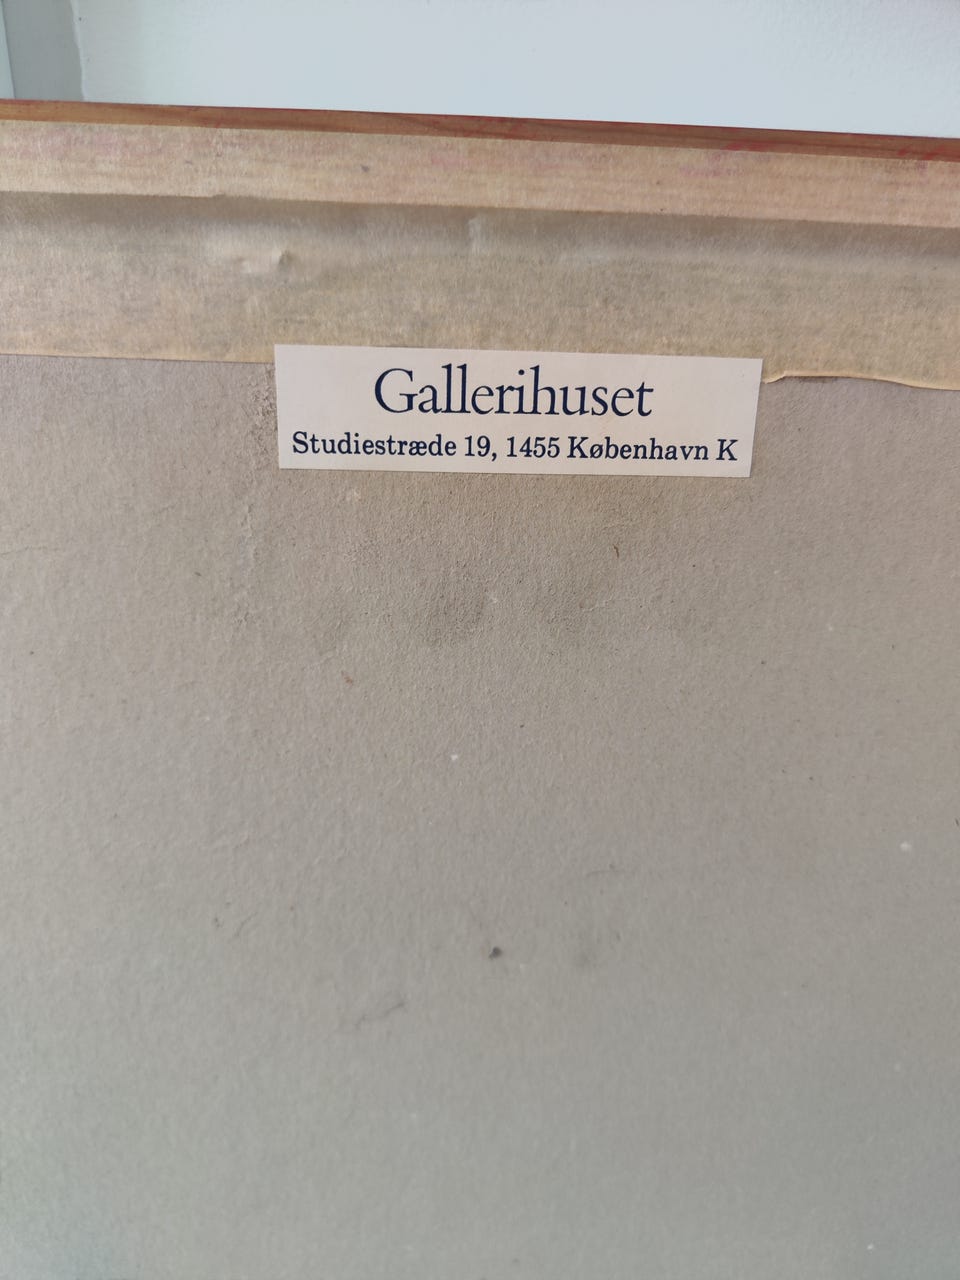 Gallerihuset
Studiestræde 19, 1455 København K